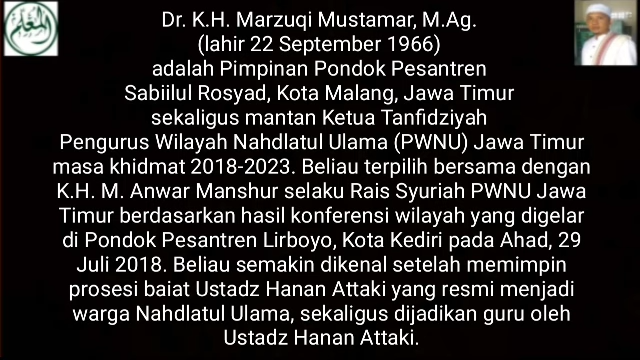 Dr. K.H. Marzuqi Mustamar, M.Ag.
(lahir 22 September 1966)
adalah Pimpinan Pondok Pesantren
Sabiilul Rosyad, Kota Malang, Jawa Timur
sekaligus mantan Ketua Tanfidziyah
Pengurus Wilayah Nahdlatul Ulama (PWNU) Jawa Timur
masa khidmat 2018-2023. Beliau terpilih bersama dengan
K.H. M. Anwar Manshur selaku Rais Syuriah PWNU Jawa
Timur berdasarkan hasil konferensi wilayah yang digelar
di Pondok Pesantren Lirboyo, Kota Kediri pada Ahad, 29
Juli 2018. Beliau semakin dikenal setelah memimpin
prosesi baiat Ustadz Hanan Attaki yang resmi menjadi
warga Nahdlatul Ulama, sekaligus dijadikan guru oleh
Ustadz Hanan Attaki.